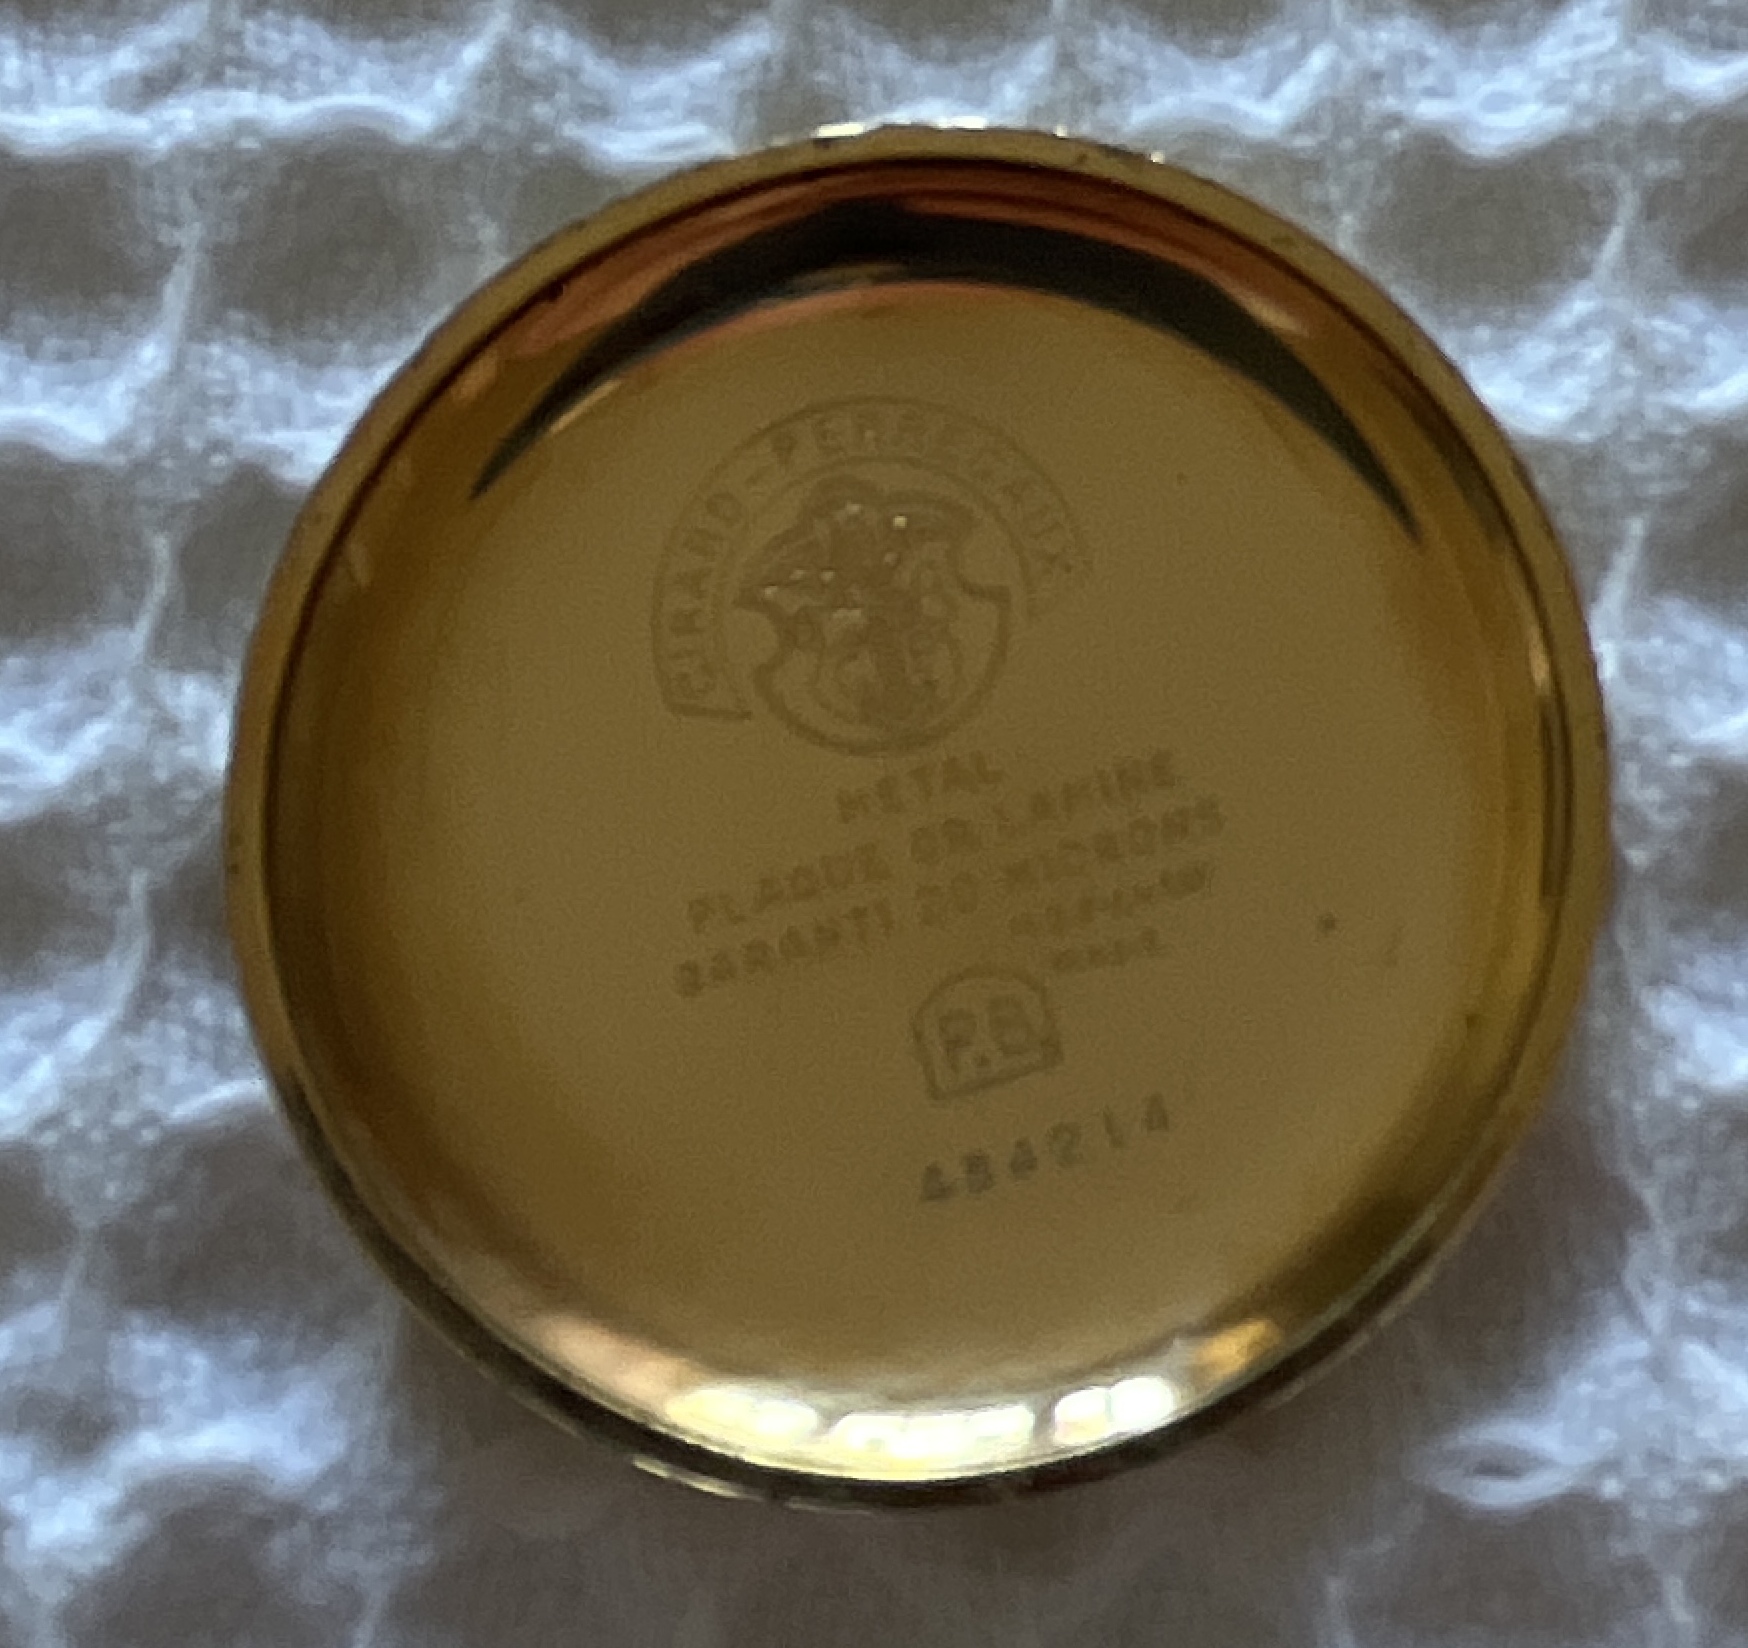 GIRARD-PERREGAUX
METAL
PLAQUE OR LAMINE
GARANTI 20 MICRONS
P.B
484214